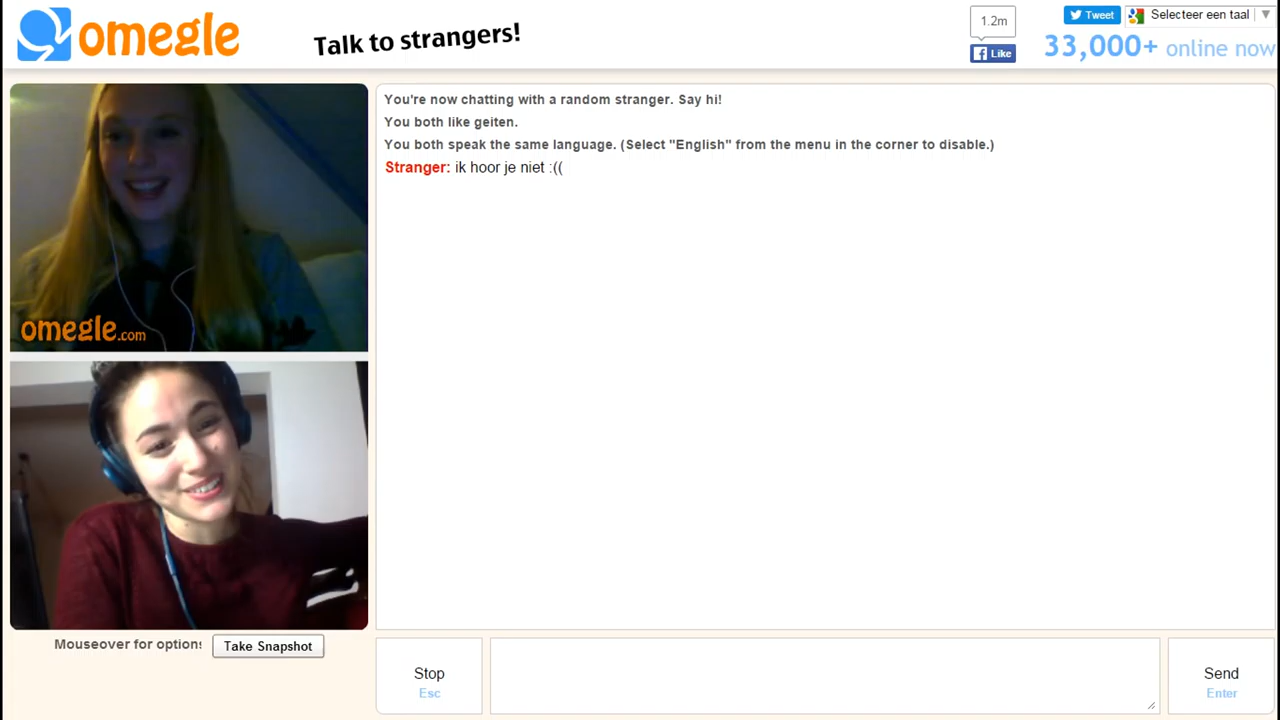 omegle
Talk to strangers!
1.2m
Like
Tweet
Selecteer een taal
33,000+ online now
omegle.com
You're now chatting with a random stranger. Say hi!
You both like geiten.
You both speak the same language. (Select "English" from the menu in the corner to disable.)
Stranger: ik hoor je niet :((
Mouseover for options
Take Snapshot
Stop
Esc
Send
Enter